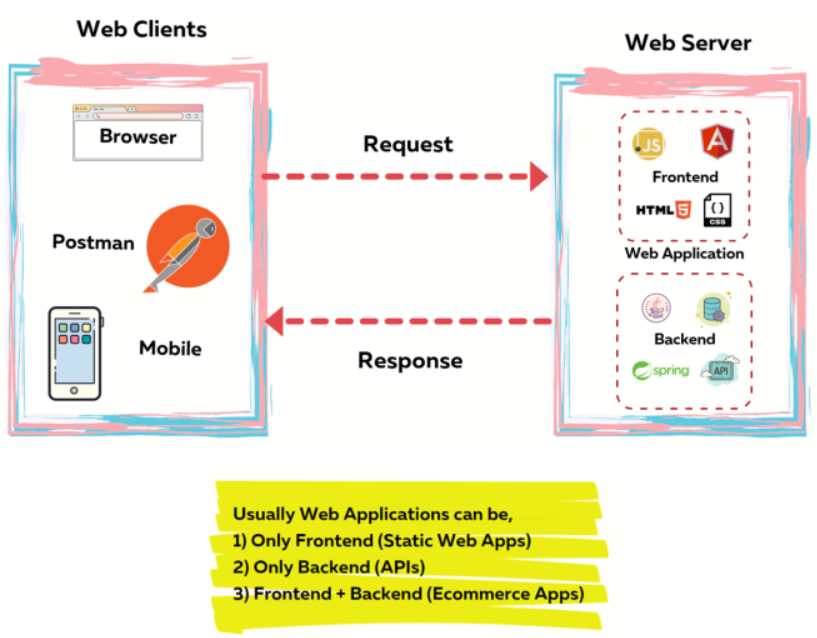 Web Clients
Browser
Postman
Mobile
Request
Response
Web Server
JS
Frontend
HTML
CSS
Web Application
Backend
spring
API
Usually Web Applications can be,
1) Only Frontend (Static Web Apps)
2) Only Backend (APIs)
3) Frontend + Backend (Ecommerce Apps)